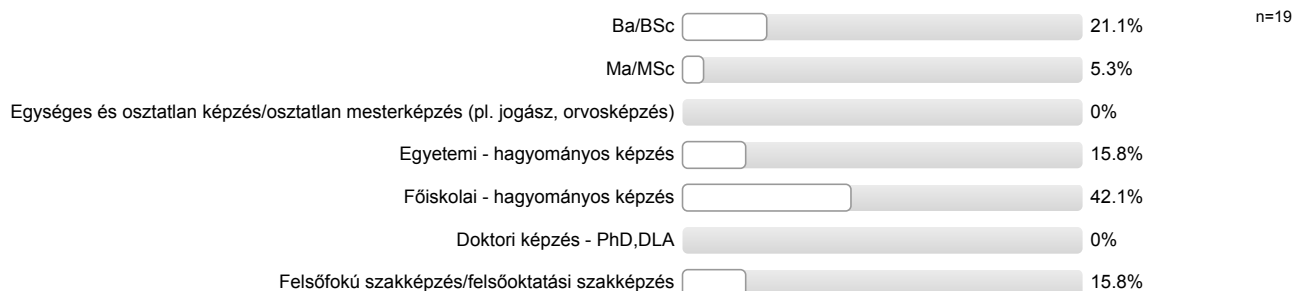 n=19
Ba/BSc 21.1%
Ma/MSc 5.3%
Egységes és osztatlan képzés/osztatlan mesterképzés (pl. jogász, orvosképzés) 0%
Egyetemi - hagyományos képzés 15.8%
Főiskolai - hagyományos képzés 42.1%
Doktori képzés - PhD,DLA 0%
Felsőfokú szakképzés/felsőoktatási szakképzés 15.8%